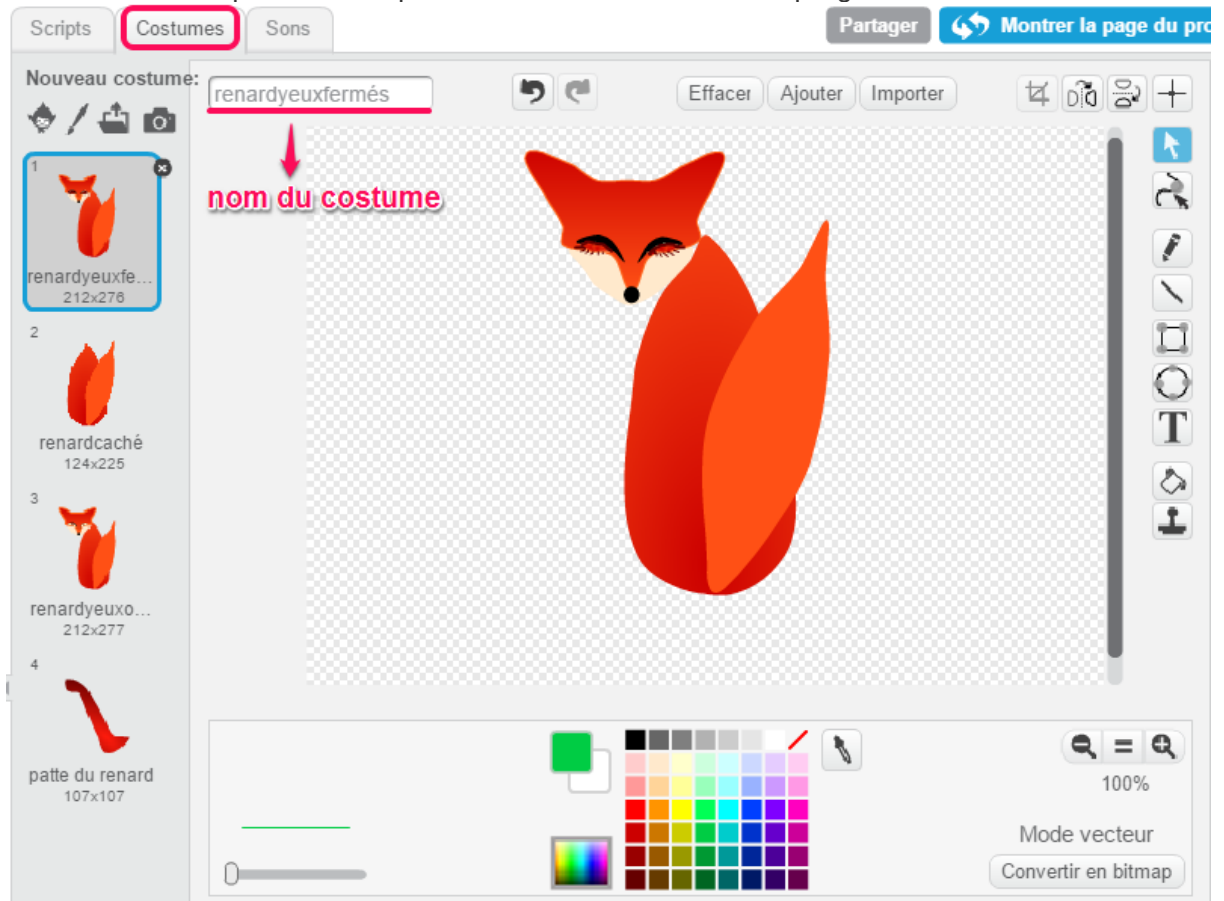 Scripts
Costumes
Sons
Partager
Montrer la page du pro
Nouveau costume:
renardyeuxfermés
Effacer
Ajouter
Importer
nom du costume
1
renardyeuxfe...
212x276
2
renardcaché
124x225
3
renardyeuxo...
212x277
4
patte du renard
107x107
T
100%
Mode vecteur
Convertir en bitmap